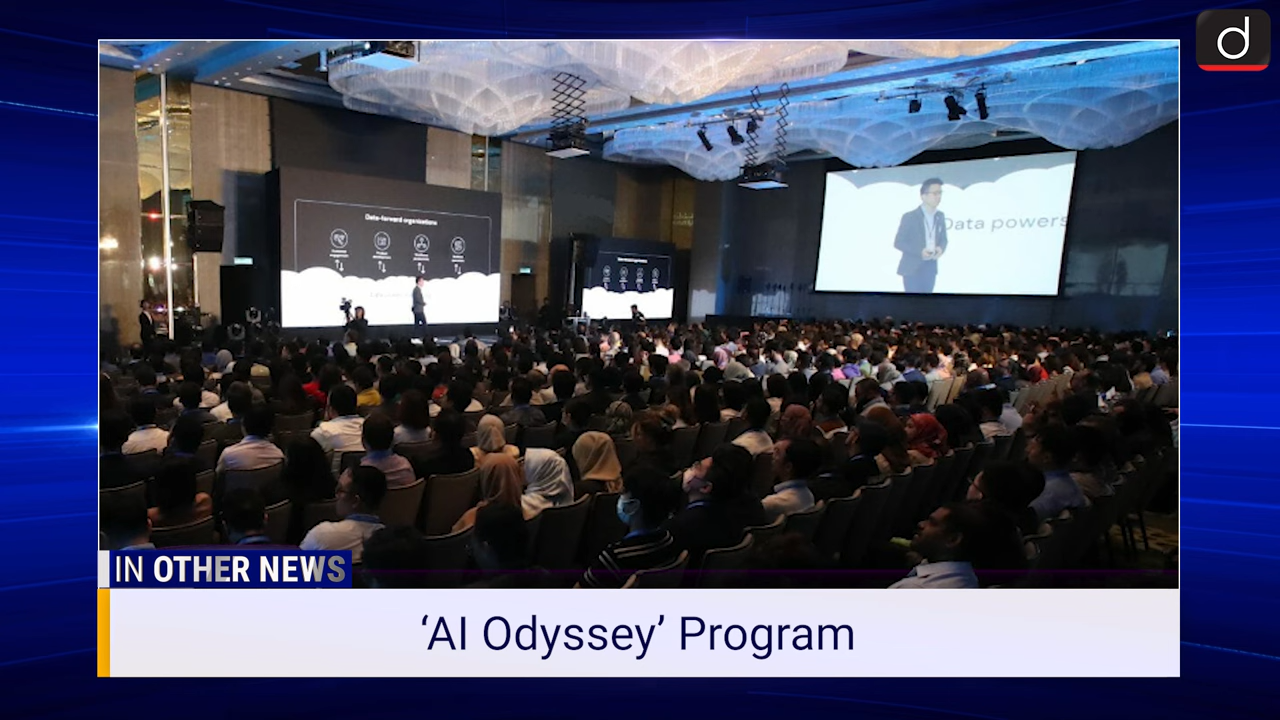 d
Data-forward organizations
Data powers
IN OTHER NEWS
‘AI Odyssey’ Program